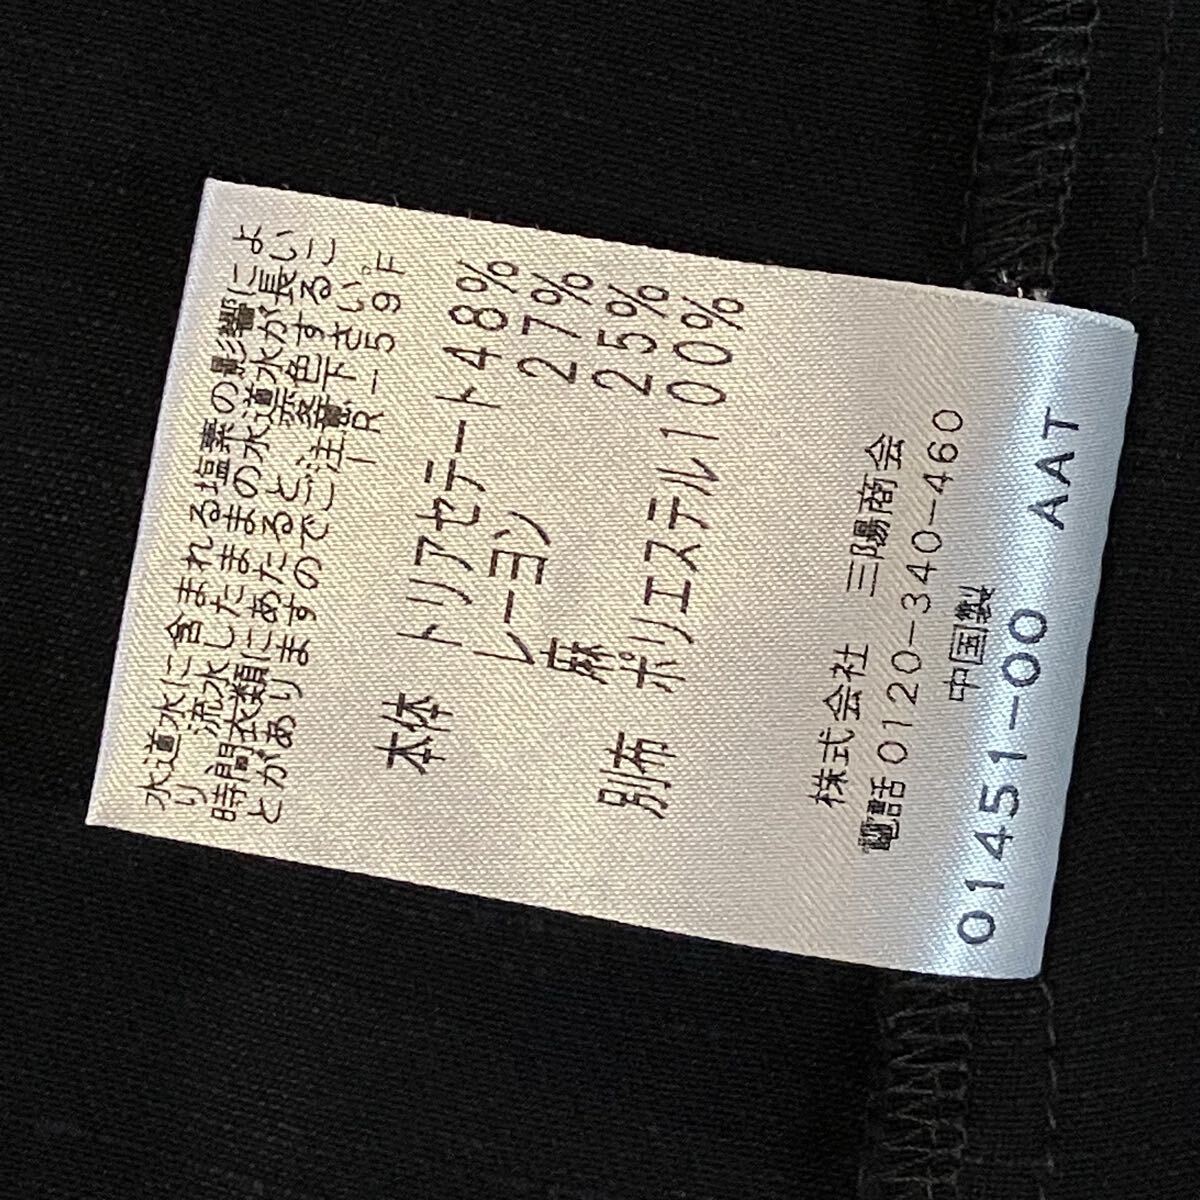 水道水に含まれる塩素の影響によ
り 流水したままの水道水が長い
時間衣類にあたると変色するこ
とがありますのでご注意下さい。
IR-59F
本体 トリアセテート48%
レーヨン 27%
麻 25%
別布 ポリエステル100%
株式会社 三陽商会
電話0120-340-460
中国製
01451-00 AAT